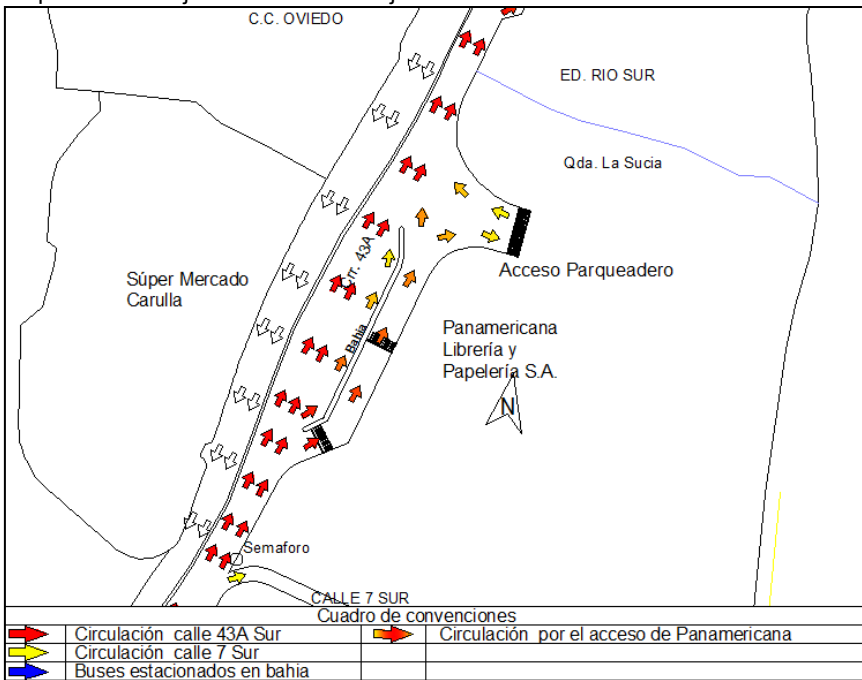 C.C. OVIEDO
ED. RIO SUR
Qda. La Sucia
Acceso Parqueadero
Crr. 43A
Súper Mercado
Carulla
Bahia
Panamericana
Librería y
Papelería S.A.
N
Semaforo
CALLE 7 SUR
Cuadro de convenciones
Circulación calle 43A Sur
Circulación por el acceso de Panamericana
Circulación calle 7 Sur
Buses estacionados en bahia